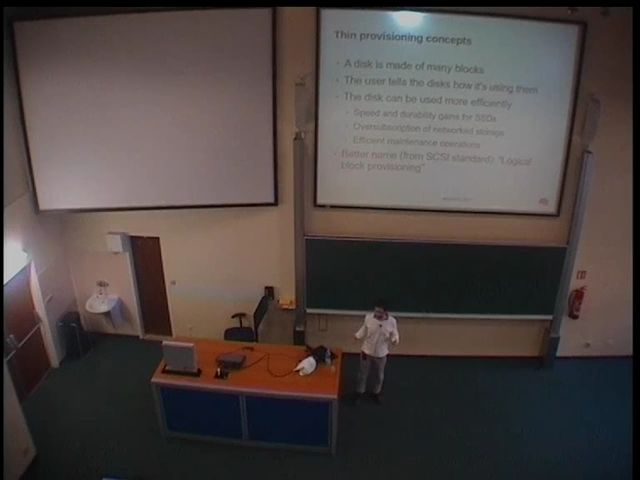 Thin provisioning concepts
A disk is made of many blocks
The user tells the disks how it's using them
The disk can be used more efficiently
Speed and durability gains for SSDs
Oversubscription of networked storage
Efficient maintenance operations
Better name (from SCSI standard): "Logical
block provisioning"